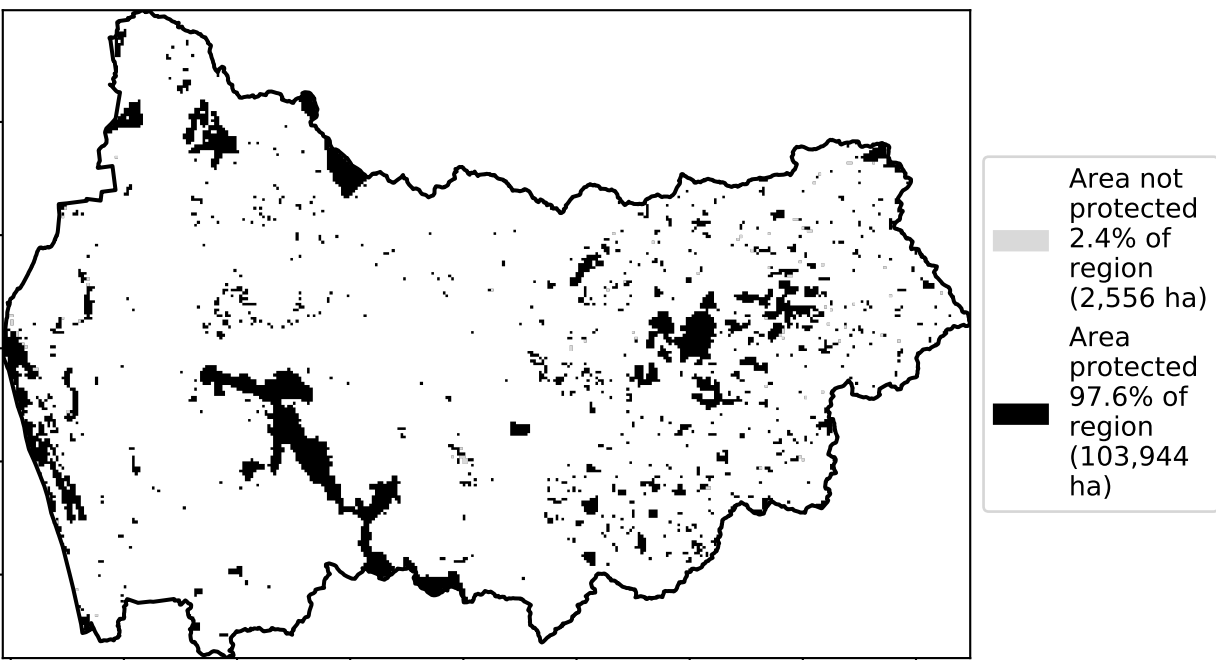 Area not
protected
2.4% of
region
(2,556 ha)
Area
protected
97.6% of
region
(103,944
ha)